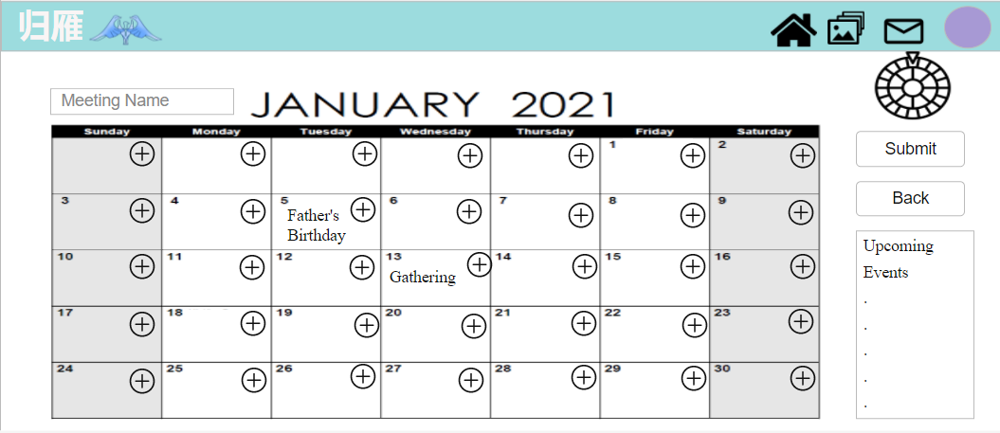 归雁
Meeting Name
JANUARY 2021
Sunday Monday Tuesday Wednesday Thursday Friday Saturday
1 2
3 4 5 6 7 8 9
Father's
Birthday
10 11 12 13 14 15 16
Gathering
17 18 19 20 21 22 23
24 25 26 27 28 29 30
Submit
Back
Upcoming
Events
.
.
.
.
.